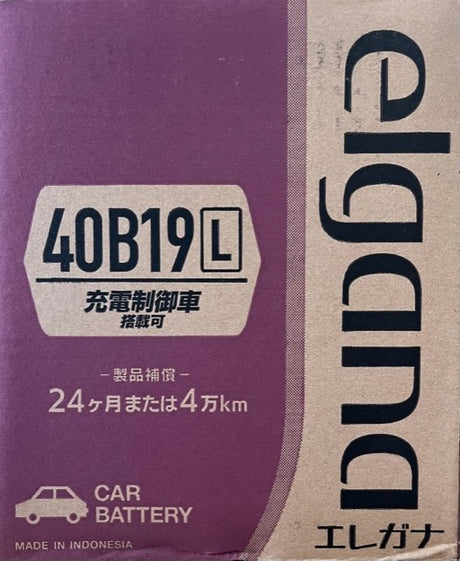 40B19 L
充電制御車
搭載可
－製品補償－
24ヶ月または4万km
CAR
BATTERY
MADE IN INDONESIA
elgana
エレガナ